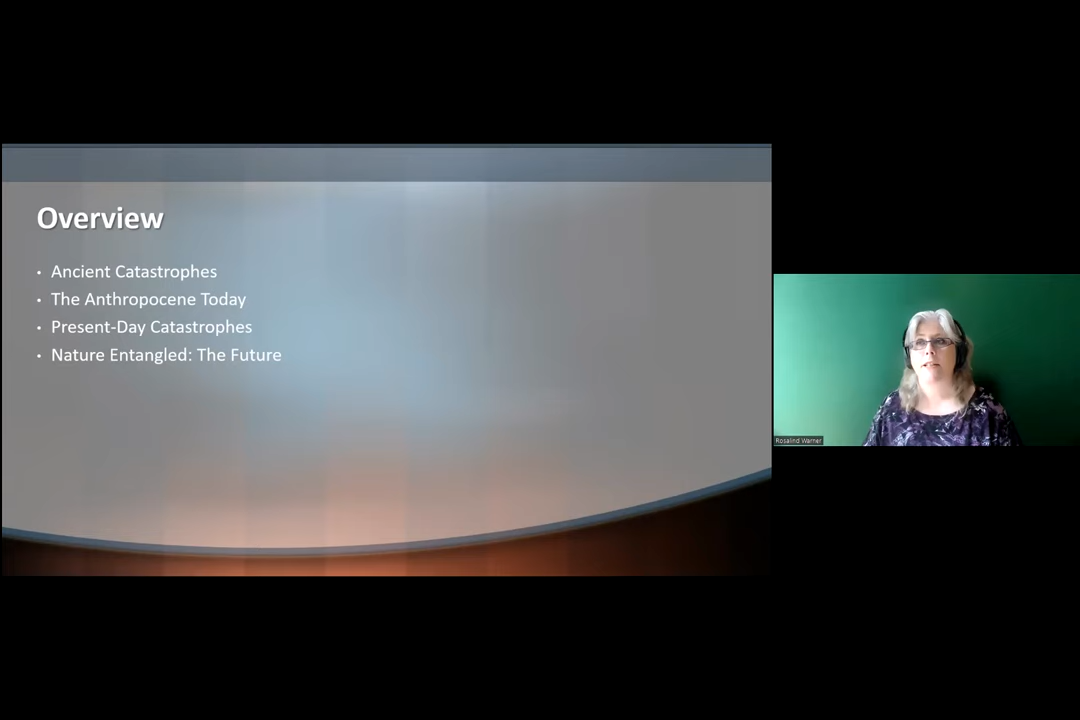 Overview
• Ancient Catastrophes
• The Anthropocene Today
• Present-Day Catastrophes
• Nature Entangled: The Future
Rosalind Warner